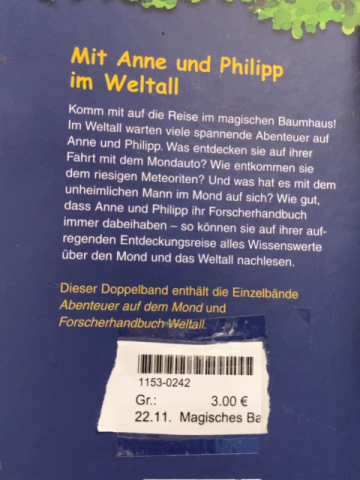 Mit Anne und Philipp
im Weltall
Komm mit auf die Reise im magischen Baumhaus!
Im Weltall warten viele spannende Abenteuer auf
Anne und Philipp. Was entdecken sie auf ihrer
Fahrt mit dem Mondauto? Wie entkommen sie
dem riesigen Meteoriten? Und was hat es mit dem
unheimlichen Mann im Mond auf sich? Wie gut,
dass Anne und Philipp ihr Forscherhandbuch
immer dabeihaben – so können sie auf ihrer auf-
regenden Entdeckungsreise alles Wissenswerte
über den Mond und das Weltall nachlesen.
Dieser Doppelband enthält die Einzelbände
Abenteuer auf dem Mond und
Forscherhandbuch Weltall.
1153-0242
Gr.: 3.00 €
22.11. Magisches Ba